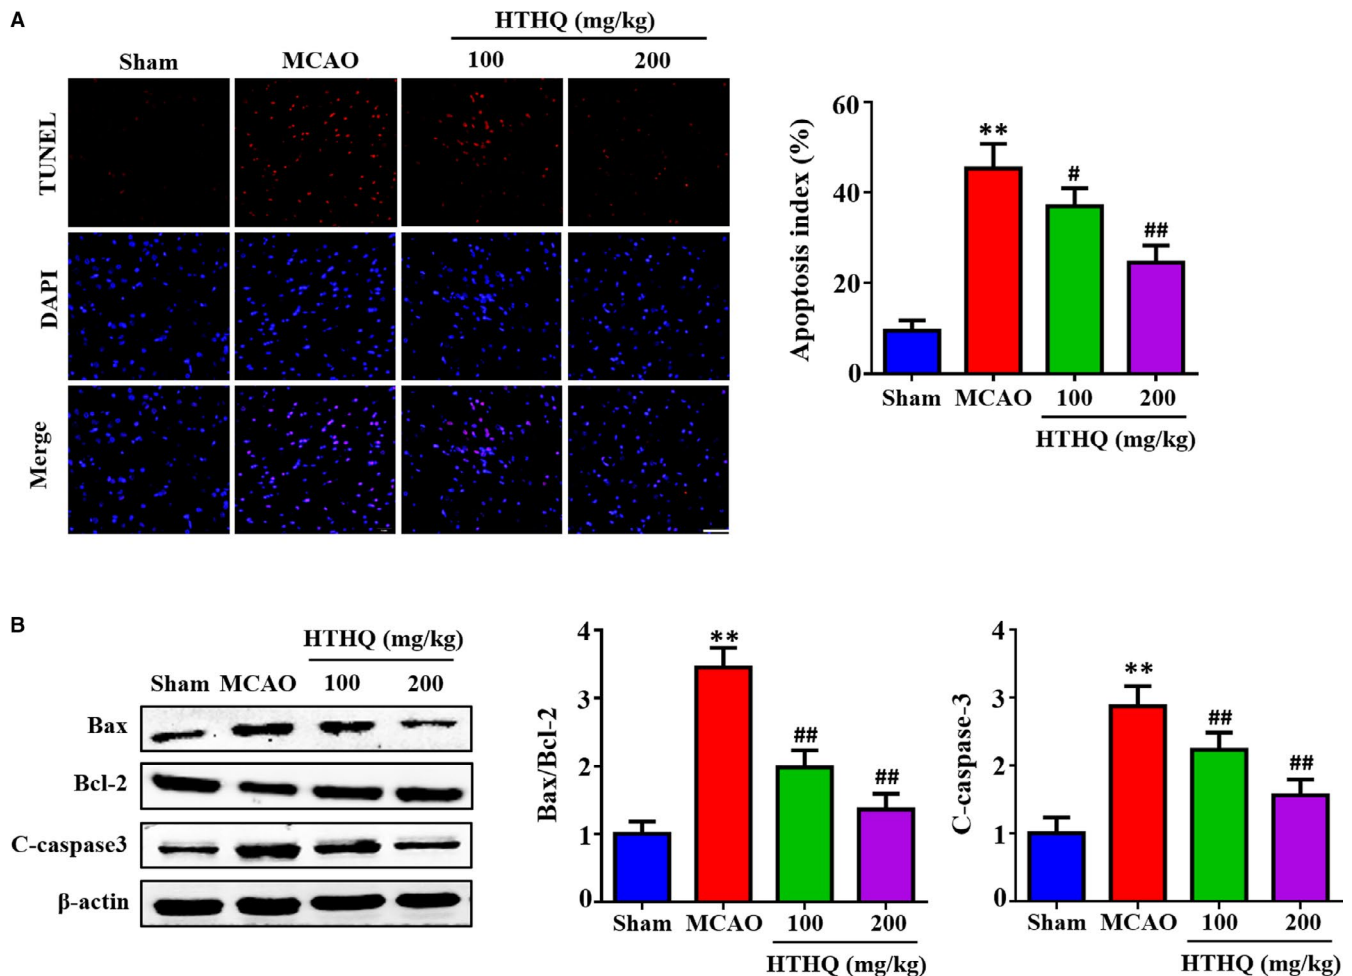 A
HTHQ (mg/kg)
Sham MCAO 100 200
TUNEL
DAPI
Merge
Apoptosis index (%)
60
40
20
0
**
#
##
Sham MCAO 100 200
HTHQ (mg/kg)
B
HTHQ (mg/kg)
Sham MCAO 100 200
Bax
Bcl-2
C-caspase3
β-actin
Bax/Bcl-2
4
3
2
1
0
**
##
##
Sham MCAO 100 200
HTHQ (mg/kg)
C-caspase-3
4
3
2
1
0
**
##
##
Sham MCAO 100 200
HTHQ (mg/kg)